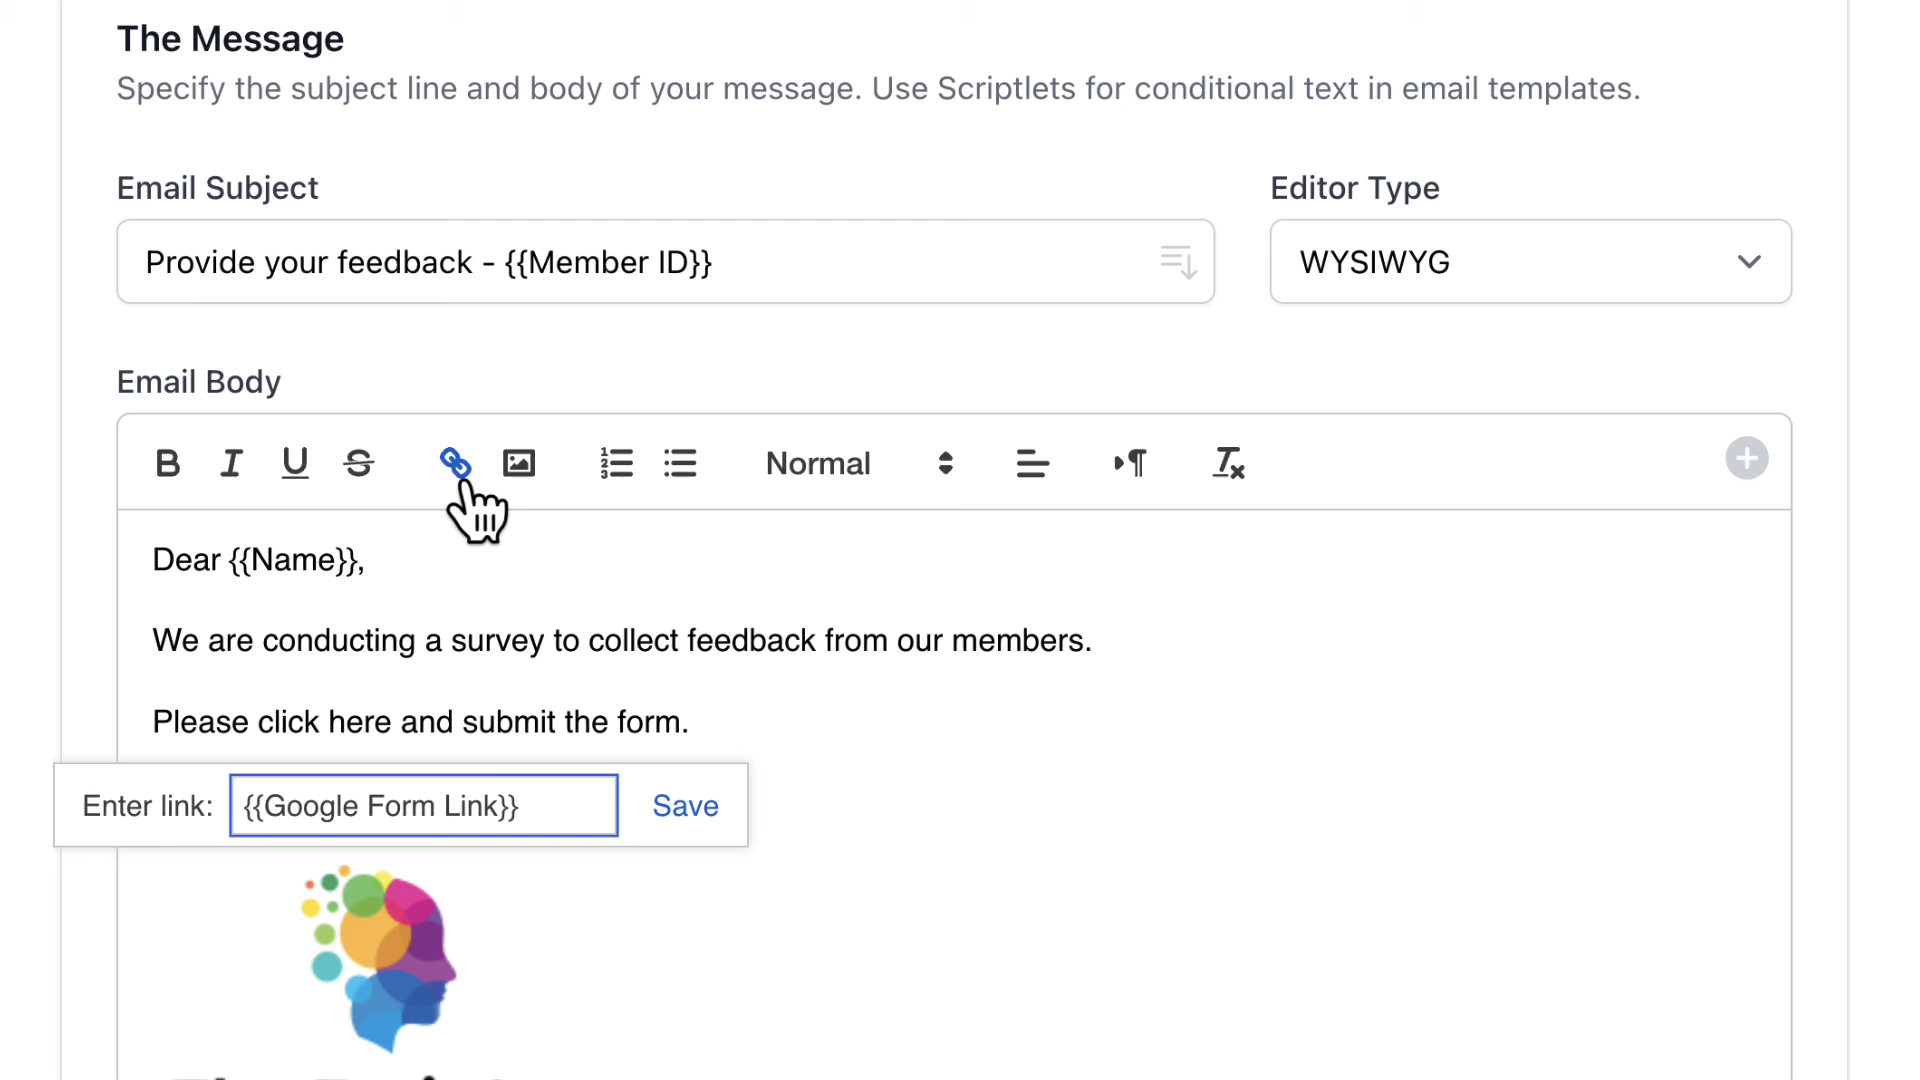 The Message
Specify the subject line and body of your message. Use Scriptlets for conditional text in email templates.
Email Subject
Editor Type
Provide your feedback - {{Member ID}}
WYSIWYG
Email Body
Normal
Dear {{Name}},
We are conducting a survey to collect feedback from our members.
Please click here and submit the form.
Enter link: {{Google Form Link}} Save